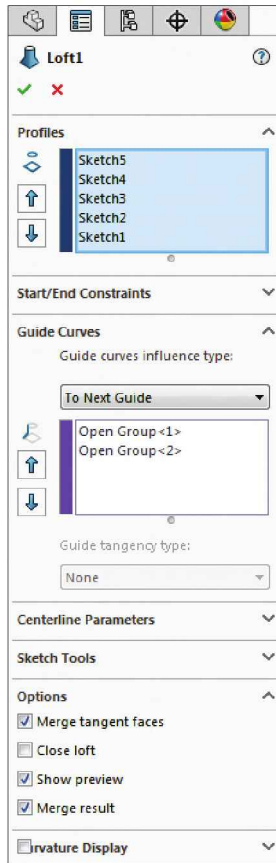 Loft1
?
Profiles
Sketch5
Sketch4
Sketch3
Sketch2
Sketch1
Start/End Constraints
Guide Curves
Guide curves influence type:
To Next Guide
Open Group<1>
Open Group<2>
Guide tangency type:
None
Centerline Parameters
Sketch Tools
Options
Merge tangent faces
Close loft
Show preview
Merge result
rvature Display